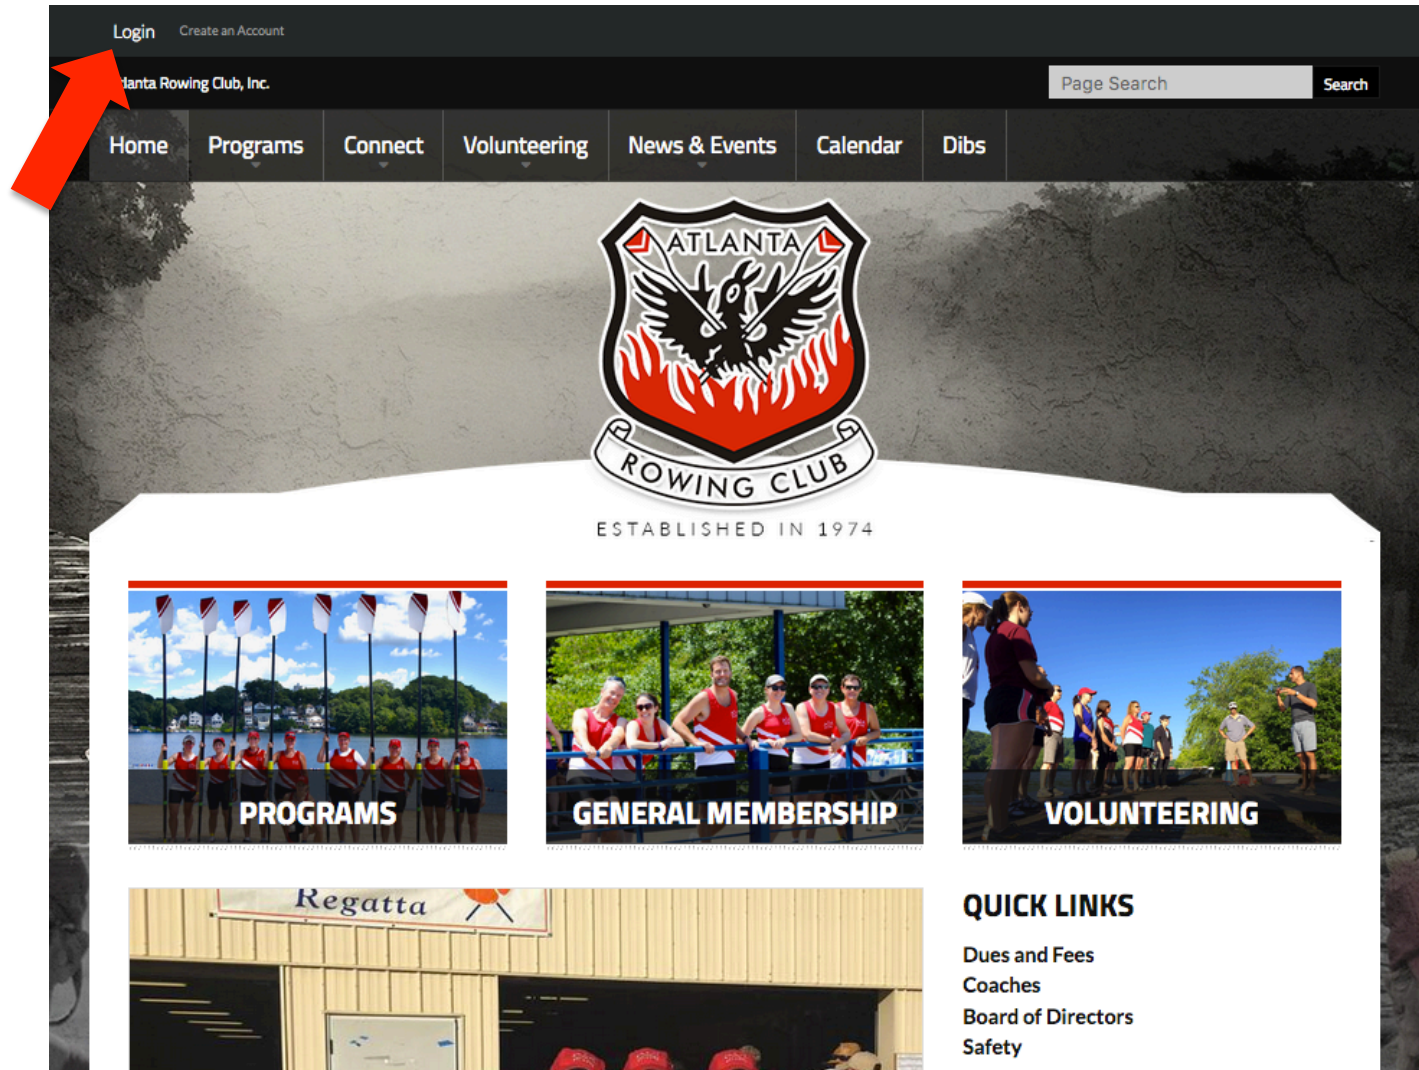 Login Create an Account
tlanta Rowing Club, Inc.
Page Search Search
Home Programs Connect Volunteering News & Events Calendar Dibs
ATLANTA
ROWING CLUB
ESTABLISHED IN 1974
PROGRAMS GENERAL MEMBERSHIP VOLUNTEERING
Regatta
QUICK LINKS
Dues and Fees
Coaches
Board of Directors
Safety